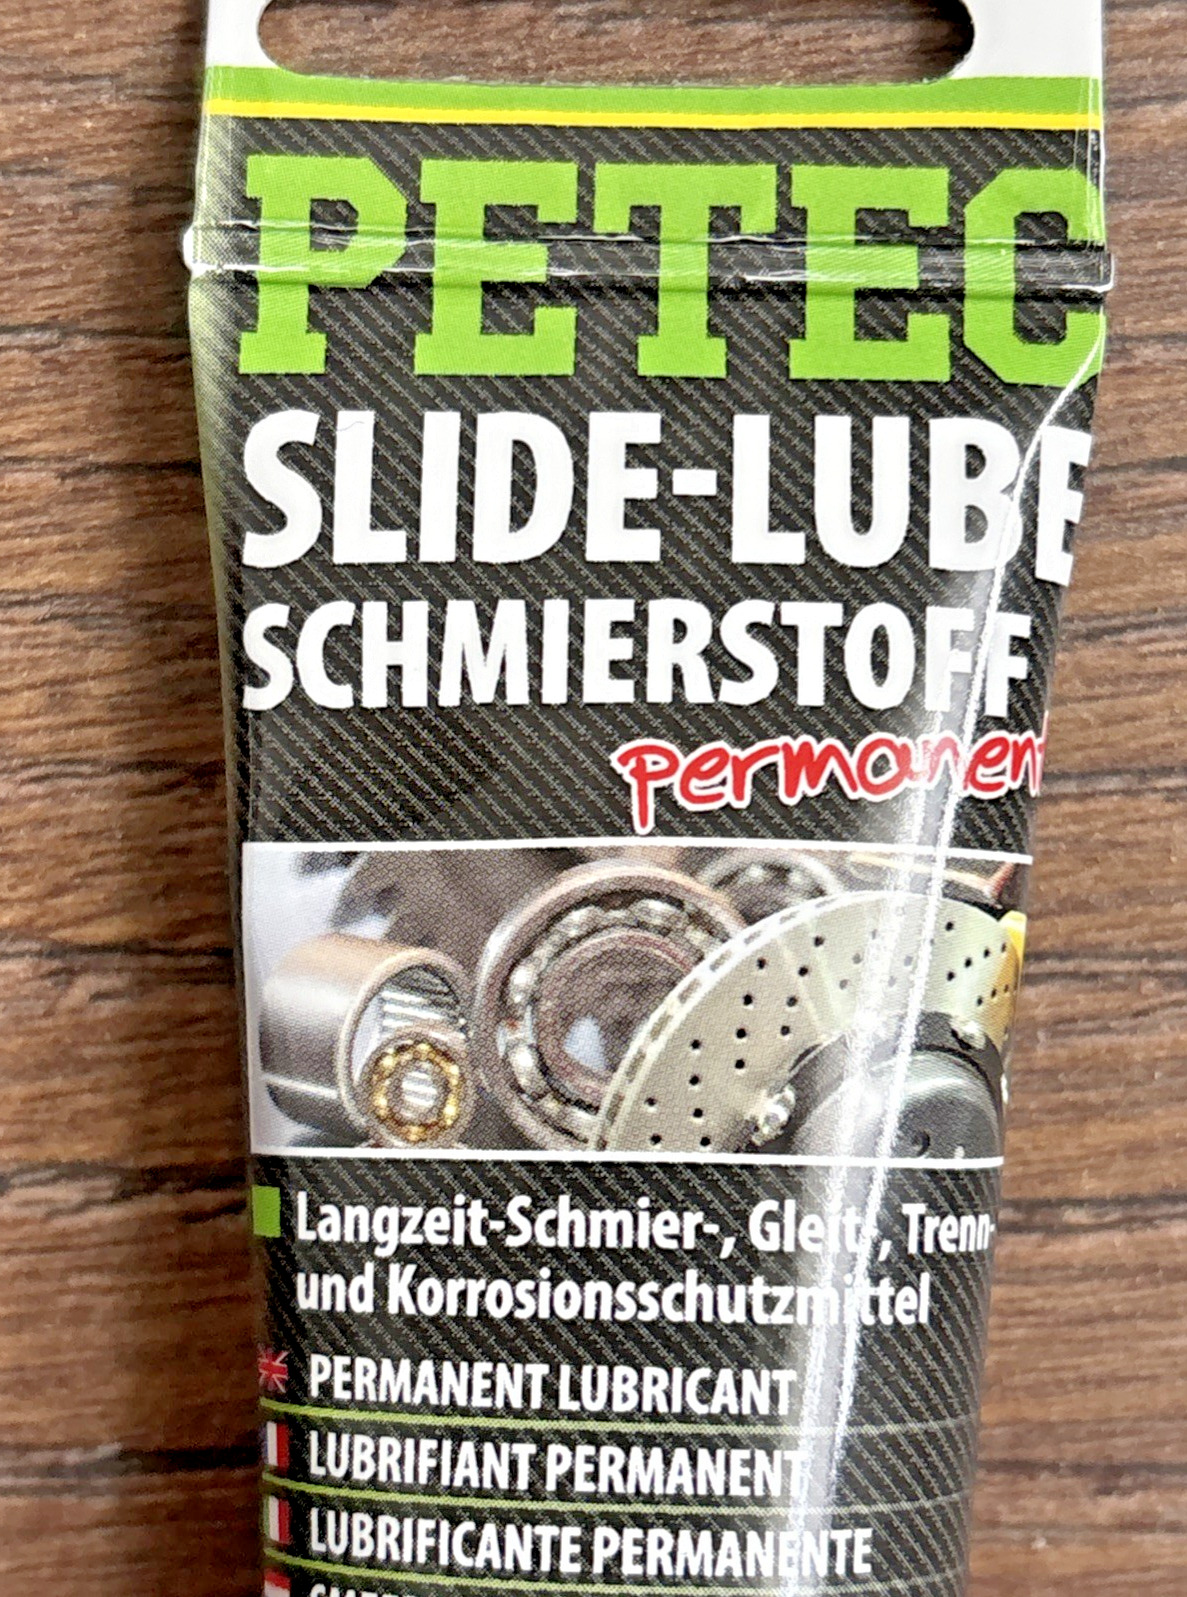 PETEC
SLIDE-LUBE
SCHMIERSTOFF
permanent
Langzeit-Schmier-, Gleit-, Trenn-
und Korrosionsschutzmittel
PERMANENT LUBRICANT
LUBRIFIANT PERMANENT
LUBRIFICANTE PERMANENTE